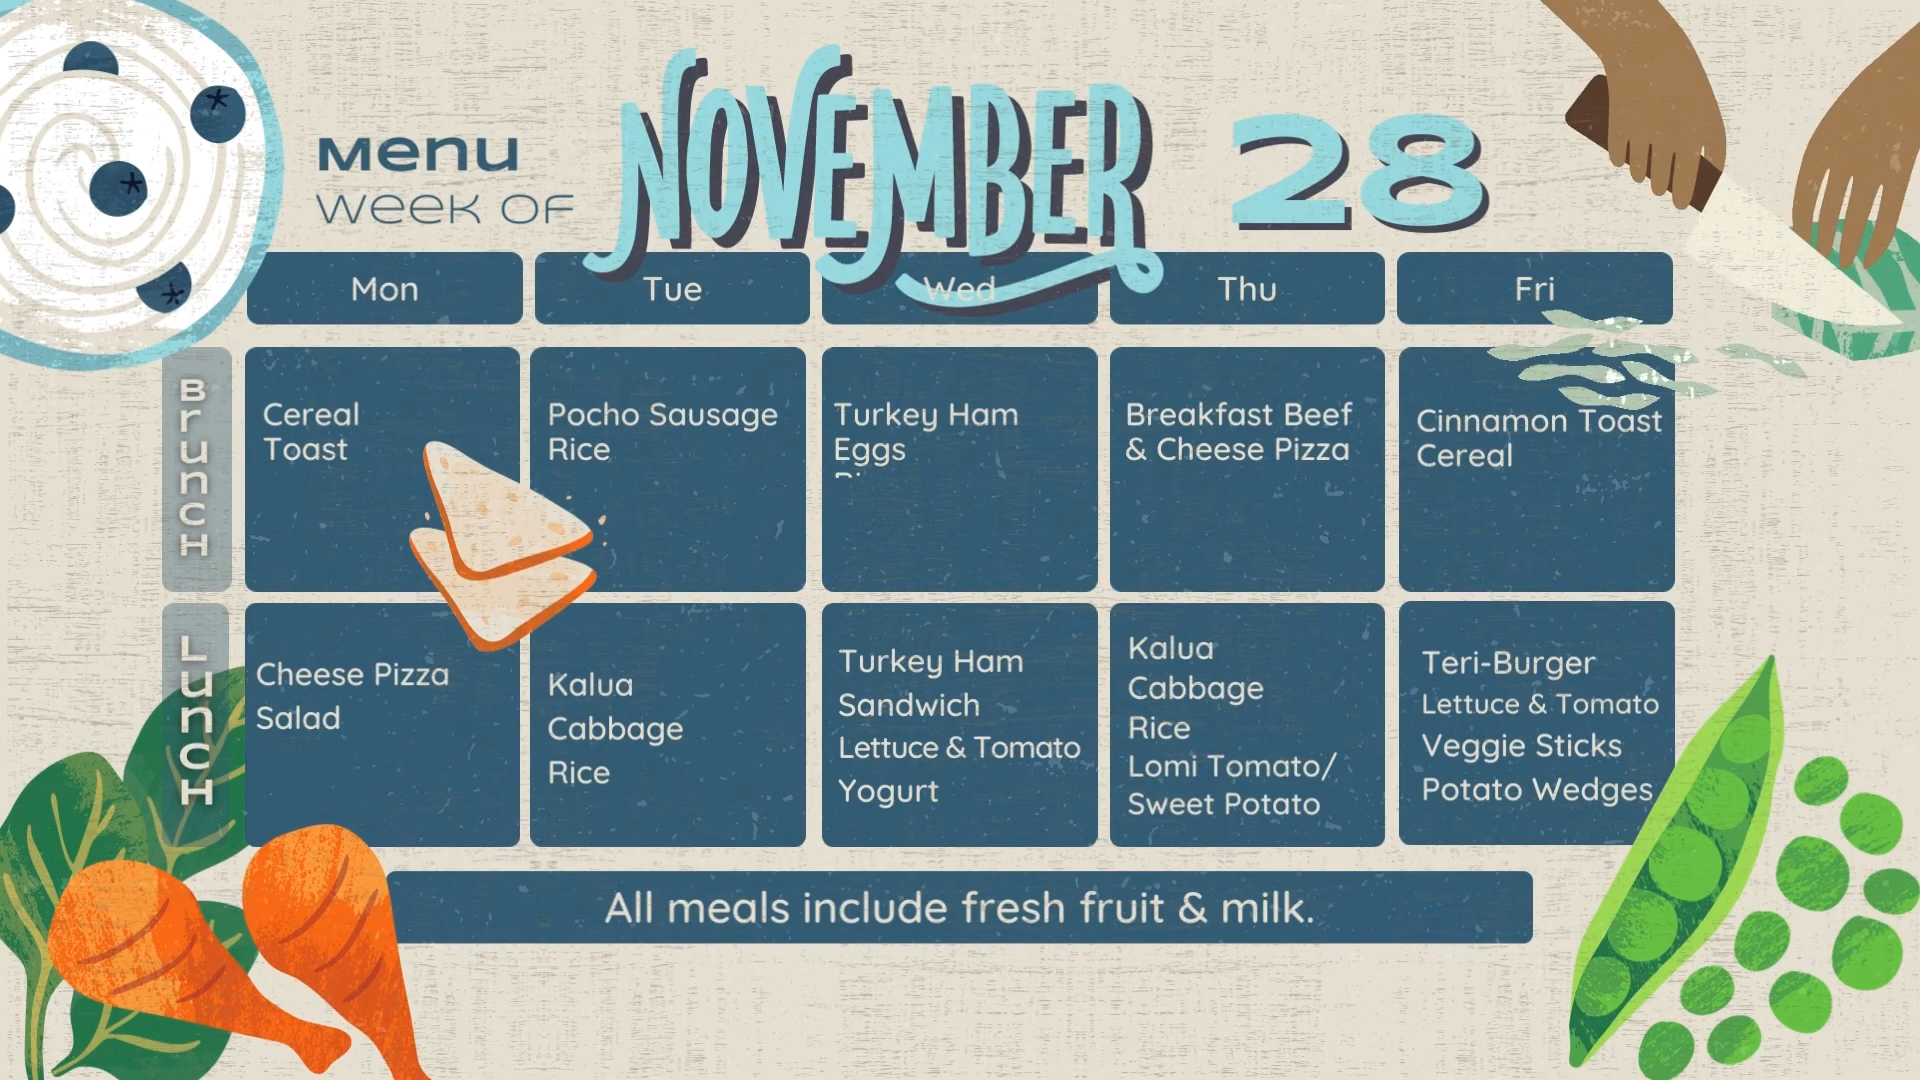 Menu
Week of
November 28
Mon
Tue
Wed
Thu
Fri
Brunch
Cereal
Toast
Pocho Sausage
Rice
Turkey Ham
Eggs
Breakfast Beef
& Cheese Pizza
Cinnamon Toast
Cereal
Lunch
Cheese Pizza
Salad
Kalua
Cabbage
Rice
Turkey Ham
Sandwich
Lettuce & Tomato
Yogurt
Kalua
Cabbage
Rice
Lomi Tomato/
Sweet Potato
Teri-Burger
Lettuce & Tomato
Veggie Sticks
Potato Wedges
All meals include fresh fruit & milk.